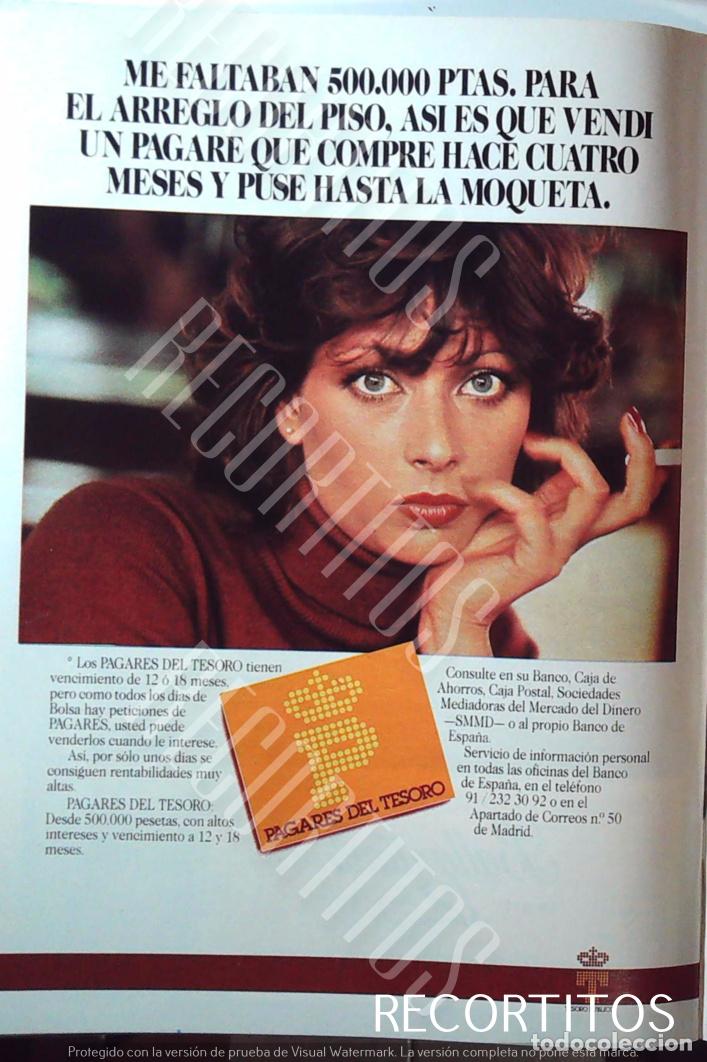 ME FALTABAN 500.000 PTAS. PARA
EL ARREGLO DEL PISO, ASI ES QUE VENDI
UN PAGARE QUE COMPRE HACE CUATRO
MESES Y PUSE HASTA LA MOQUETA.
RECORTITOS
RECORTITOS
RECORTITOS
° Los PAGARES DEL TESORO tienen
vencimiento de 12 ó 18 meses,
pero como todos los días de
Bolsa hay peticiones de
PAGARES, usted puede
venderlos cuando le interese.
Así, por sólo unos días se
consiguen rentabilidades muy
altas.
PAGARES DEL TESORO:
Desde 500.000 pesetas, con altos
intereses y vencimiento a 12 y 18
meses.
PAGARES DEL TESORO
Consulte en su Banco, Caja de
Ahorros, Caja Postal, Sociedades
Mediadoras del Mercado del Dinero
—SMMD— o al propio Banco de
España.
Servicio de información personal
en todas las oficinas del Banco
de España, en el teléfono
91/232 30 92 o en el
Apartado de Correos n.º 50
de Madrid.
RECORTITOS
todocoleccion
Protegido con la versión de prueba de Visual Watermark. La versión completa no pone esta marca.